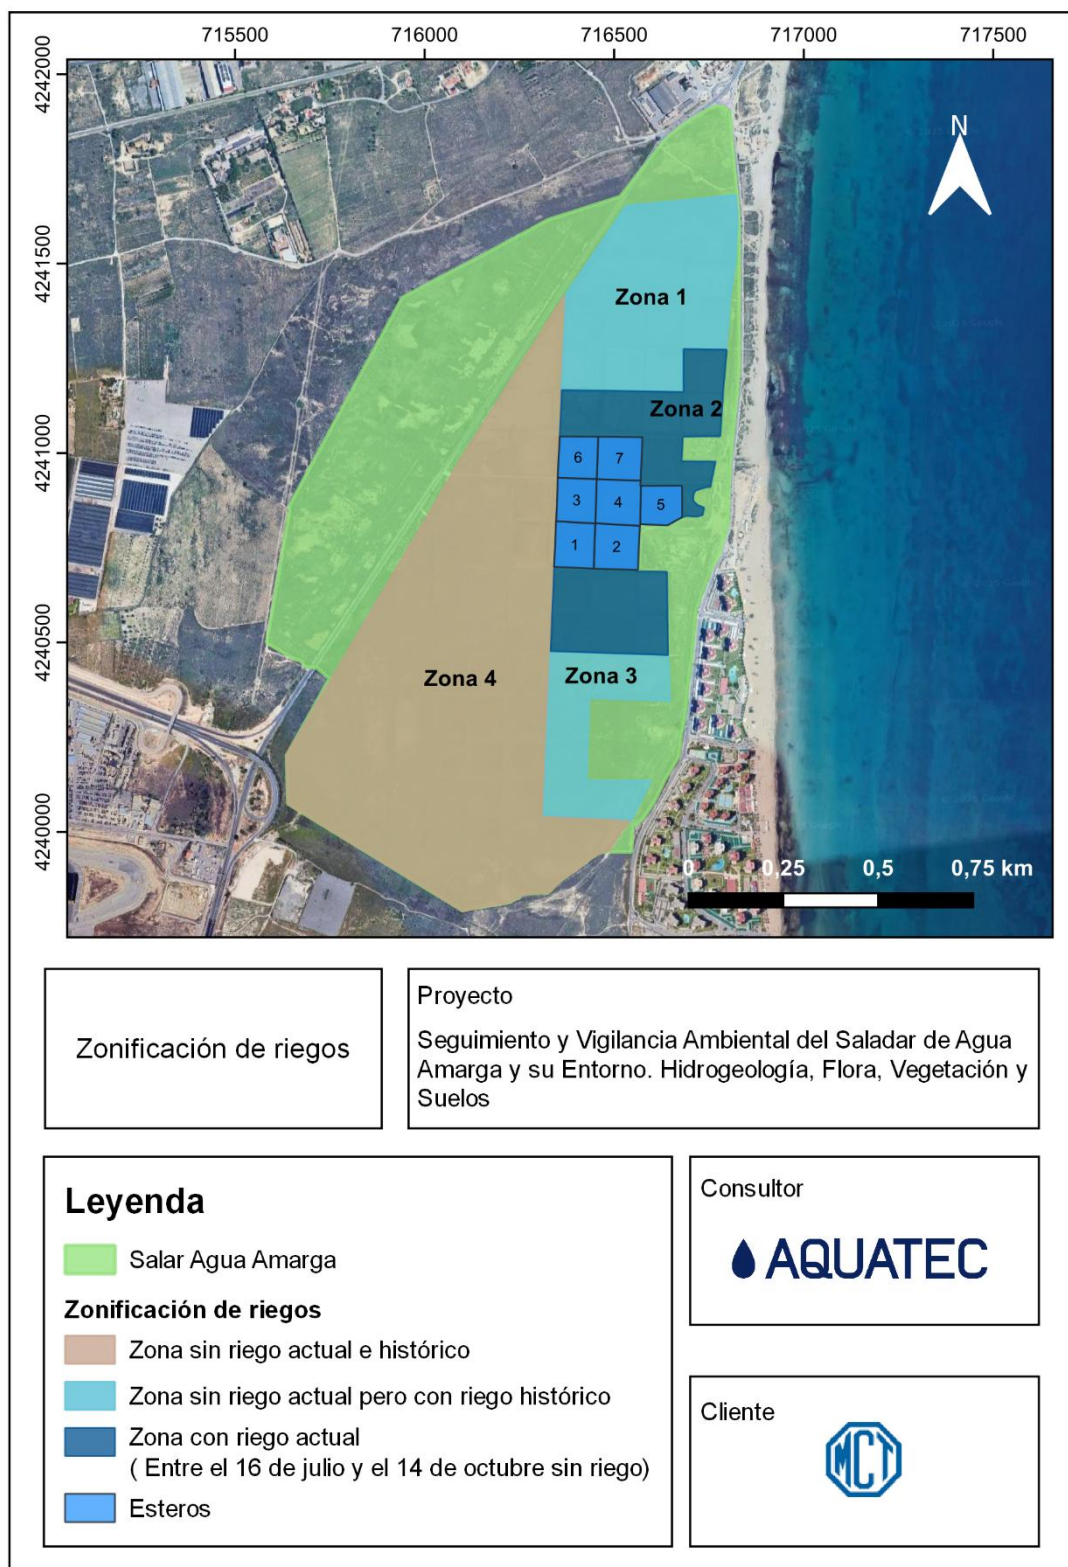 715500 716000 716500 717000 717500
4242000
4241500
4241000
4240500
4240000
N
Zona 1
Zona 2
6 7
3 4 5
1 2
Zona 4
Zona 3
0 0,25 0,5 0,75 km
Zonificación de riegos
Proyecto
Seguimiento y Vigilancia Ambiental del Saladar de Agua
Amarga y su Entorno. Hidrogeología, Flora, Vegetación y
Suelos
Leyenda
Salar Agua Amarga
Zonificación de riegos
Zona sin riego actual e histórico
Zona sin riego actual pero con riego histórico
Zona con riego actual
( Entre el 16 de julio y el 14 de octubre sin riego)
Esteros
Consultor
AQUATEC
Cliente
MCT